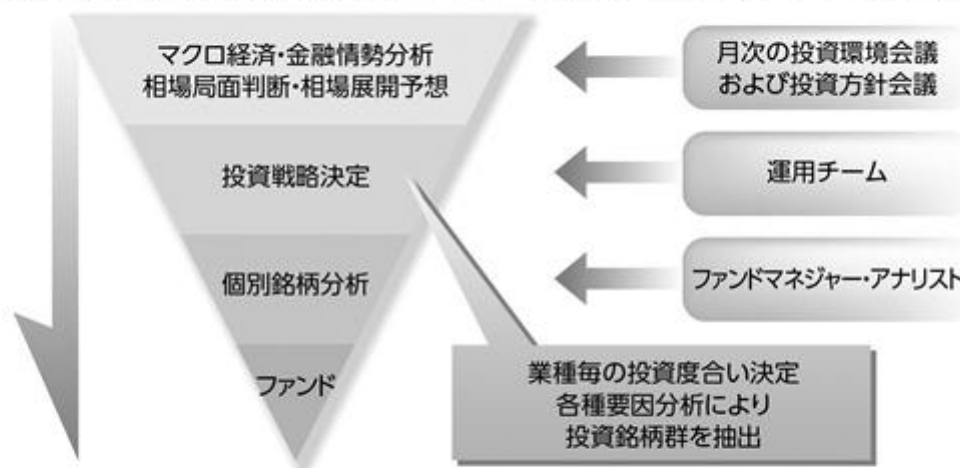 マクロ経済・金融情勢分析
相場局面判断・相場展開予想
月次の投資環境会議
および投資方針会議
投資戦略決定
運用チーム
個別銘柄分析
ファンドマネジャー・アナリスト
ファンド
業種毎の投資度合い決定
各種要因分析により
投資銘柄群を抽出